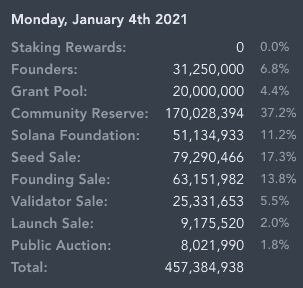 Monday, January 4th 2021
Staking Rewards: 0 0.0%
Founders: 31,250,000 6.8%
Grant Pool: 20,000,000 4.4%
Community Reserve: 170,028,394 37.2%
Solana Foundation: 51,134,933 11.2%
Seed Sale: 79,290,466 17.3%
Founding Sale: 63,151,982 13.8%
Validator Sale: 25,331,653 5.5%
Launch Sale: 9,175,520 2.0%
Public Auction: 8,021,990 1.8%
Total: 457,384,938